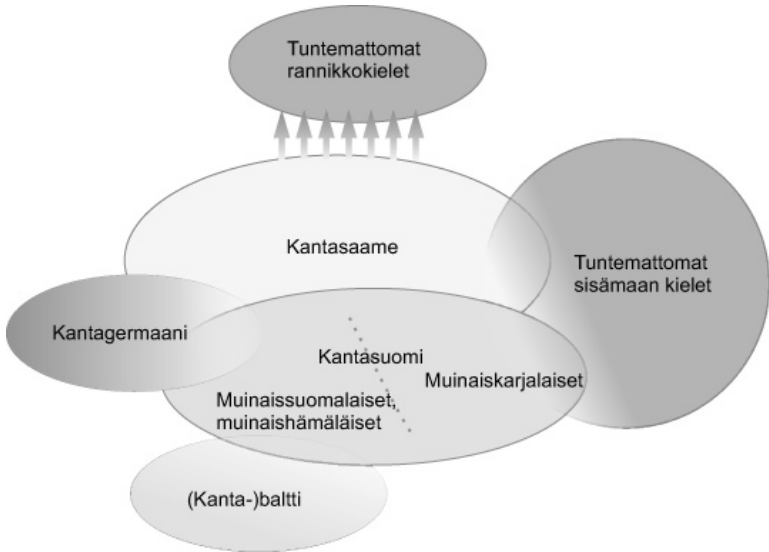 Tuntemattomat
rannikkokielet
Kantasaame
Tuntemattomat
sisämaan kielet
Kantagermaani
Kantasuomi
Muinaiskarjalaiset
Muinaissuomalaiset,
muinaishämäläiset
(Kanta-)baltti